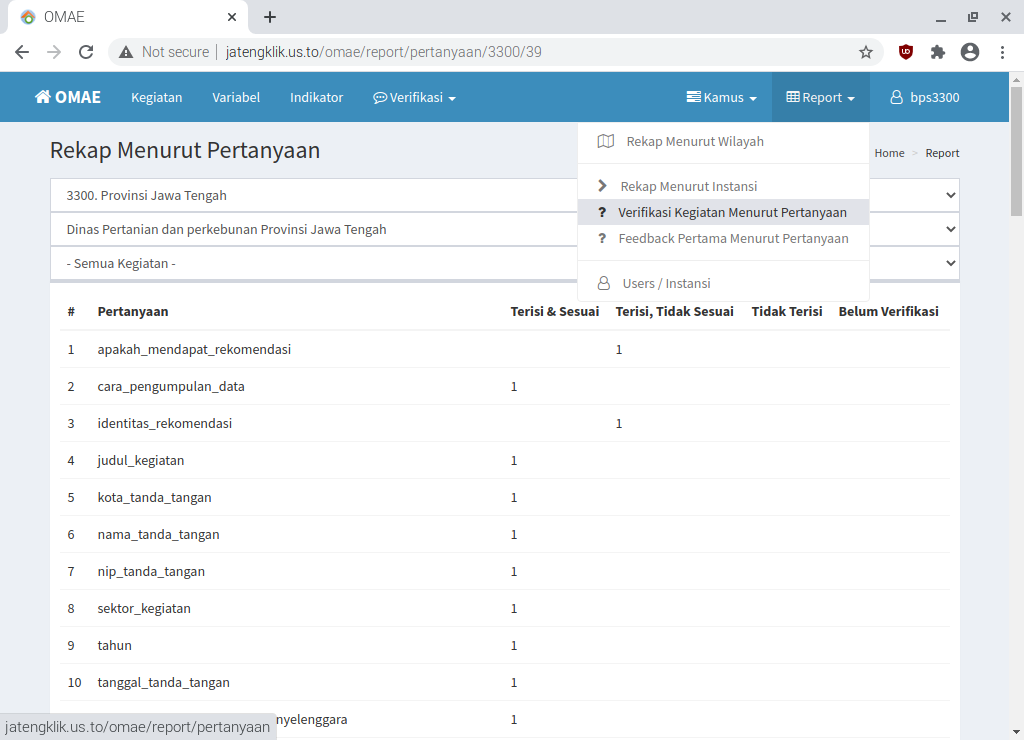 OMAE
Not secure | jatengklik.us.to/omae/report/pertanyaan/3300/39
OMAE Kegiatan Variabel Indikator Verifikasi Kamus Report bps3300
Rekap Menurut Pertanyaan
Home > Report
Rekap Menurut Wilayah
Rekap Menurut Instansi
? Verifikasi Kegiatan Menurut Pertanyaan
? Feedback Pertama Menurut Pertanyaan
Users / Instansi
3300. Provinsi Jawa Tengah
Dinas Pertanian dan perkebunan Provinsi Jawa Tengah
- Semua Kegiatan -
# Pertanyaan Terisi & Sesuai Terisi, Tidak Sesuai Tidak Terisi Belum Verifikasi
1 apakah_mendapat_rekomendasi 1
2 cara_pengumpulan_data 1
3 identitas_rekomendasi 1
4 judul_kegiatan 1
5 kota_tanda_tangan 1
6 nama_tanda_tangan 1
7 nip_tanda_tangan 1
8 sektor_kegiatan 1
9 tahun 1
10 tanggal_tanda_tangan 1
nyelenggara 1
jatengklik.us.to/omae/report/pertanyaan